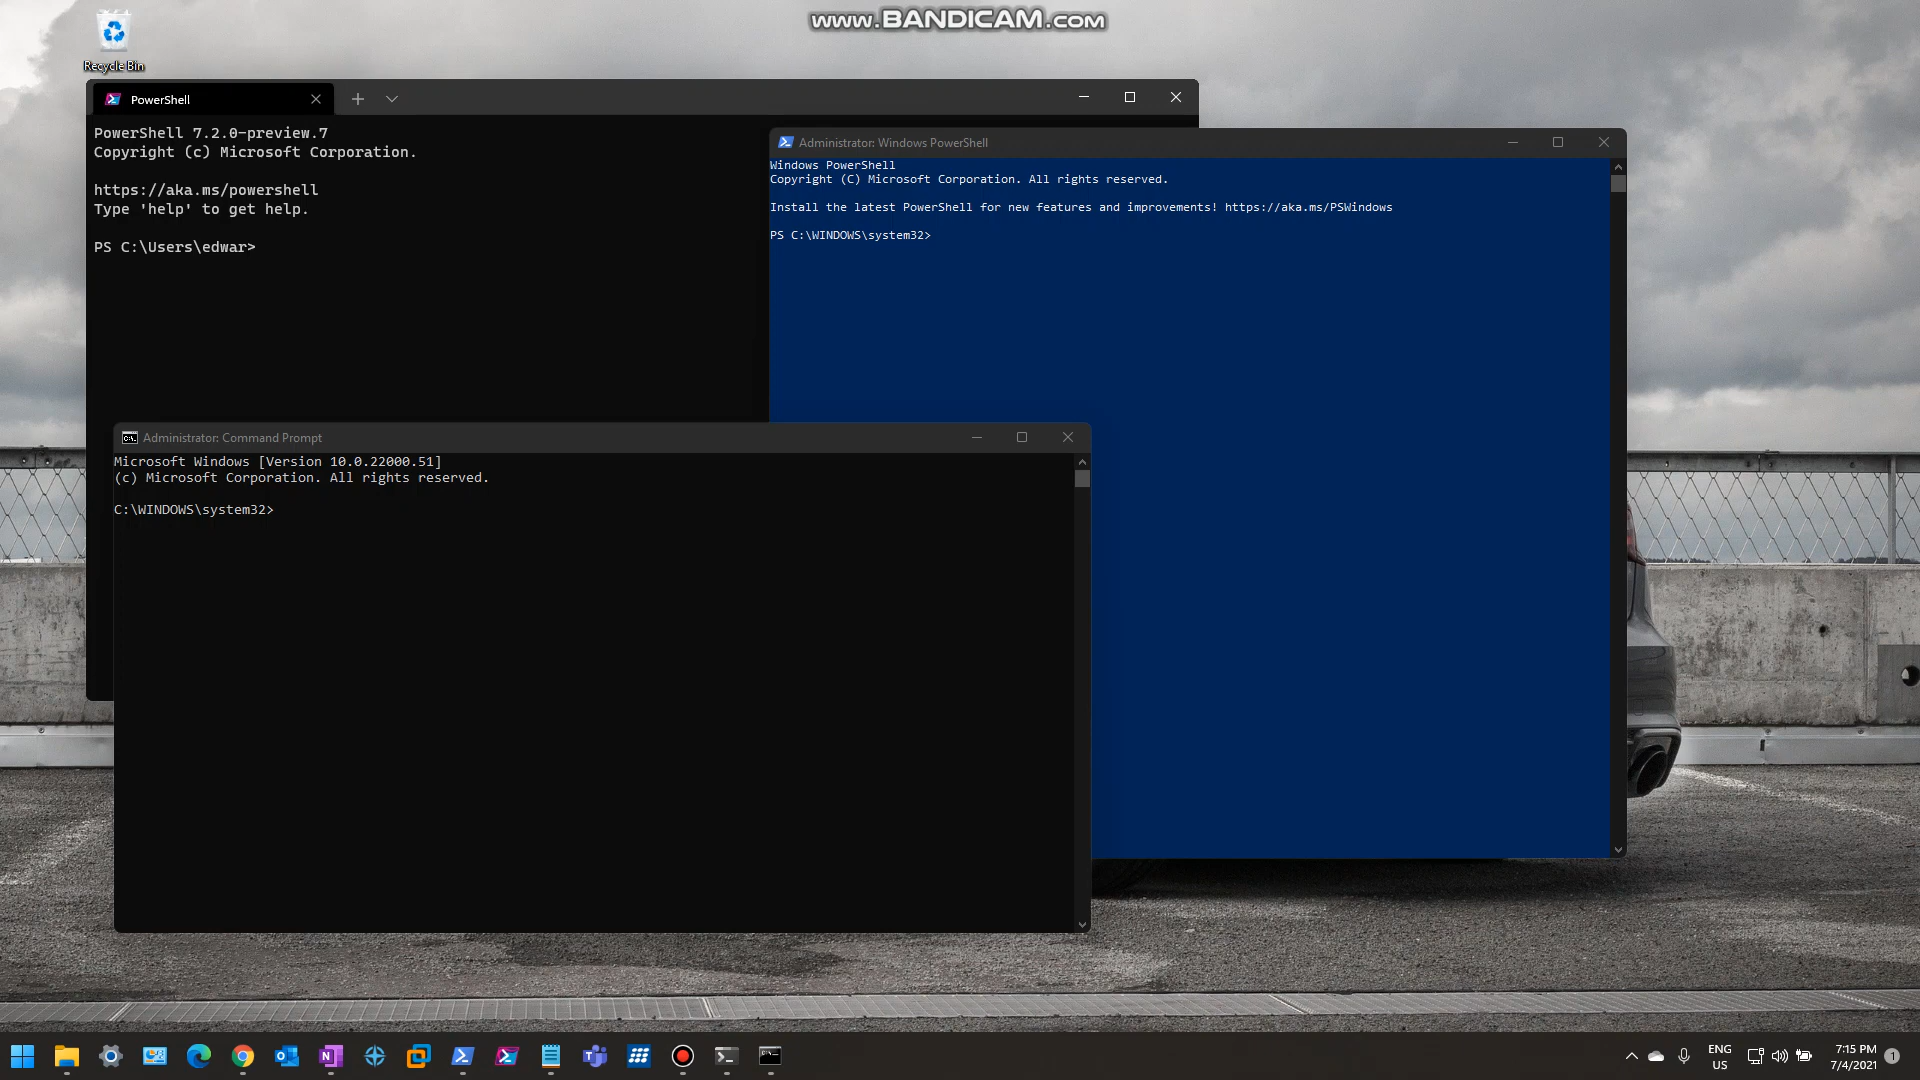 www.BANDICAM.com
Recycle Bin
PowerShell
PowerShell 7.2.0-preview.7
Copyright (c) Microsoft Corporation.
https://aka.ms/powershell
Type 'help' to get help.
PS C:\Users\edwar>
Administrator: Windows PowerShell
Windows PowerShell
Copyright (C) Microsoft Corporation. All rights reserved.
Install the latest PowerShell for new features and improvements! https://aka.ms/PSWindows
PS C:\WINDOWS\system32>
Administrator: Command Prompt
Microsoft Windows [Version 10.0.22000.51]
(c) Microsoft Corporation. All rights reserved.
C:\WINDOWS\system32>
ENG
US
7:15 PM
7/4/2021
1